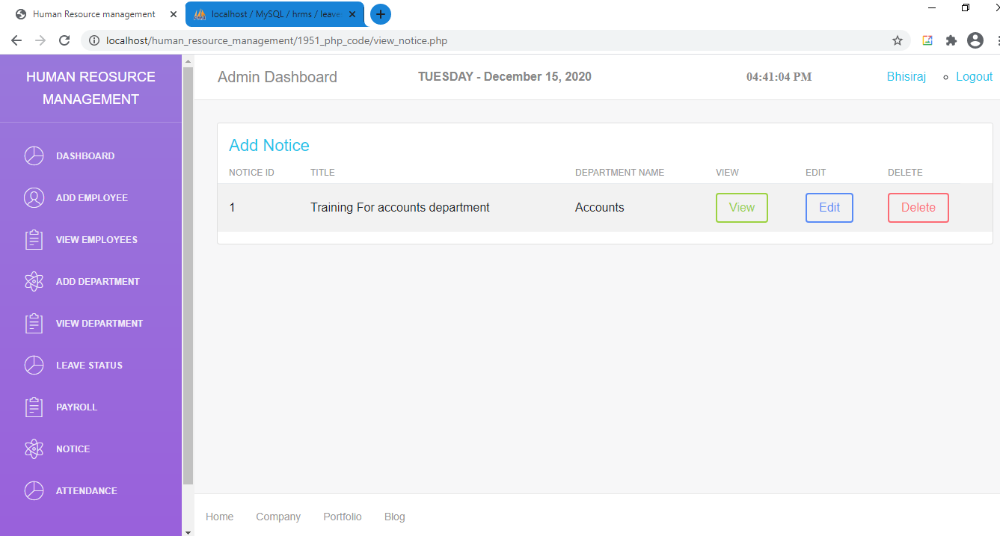 Human Resource management
localhost / MySQL / hrms / leave
localhost/human_resource_management/1951_php_code/view_notice.php
HUMAN REOSURCE
MANAGEMENT
DASHBOARD
ADD EMPLOYEE
VIEW EMPLOYEES
ADD DEPARTMENT
VIEW DEPARTMENT
LEAVE STATUS
PAYROLL
NOTICE
ATTENDANCE
Admin Dashboard TUESDAY - December 15, 2020 04:41:04 PM Bhisiraj Logout
Add Notice
NOTICE ID TITLE DEPARTMENT NAME VIEW EDIT DELETE
1 Training For accounts department Accounts View Edit Delete
Home Company Portfolio Blog